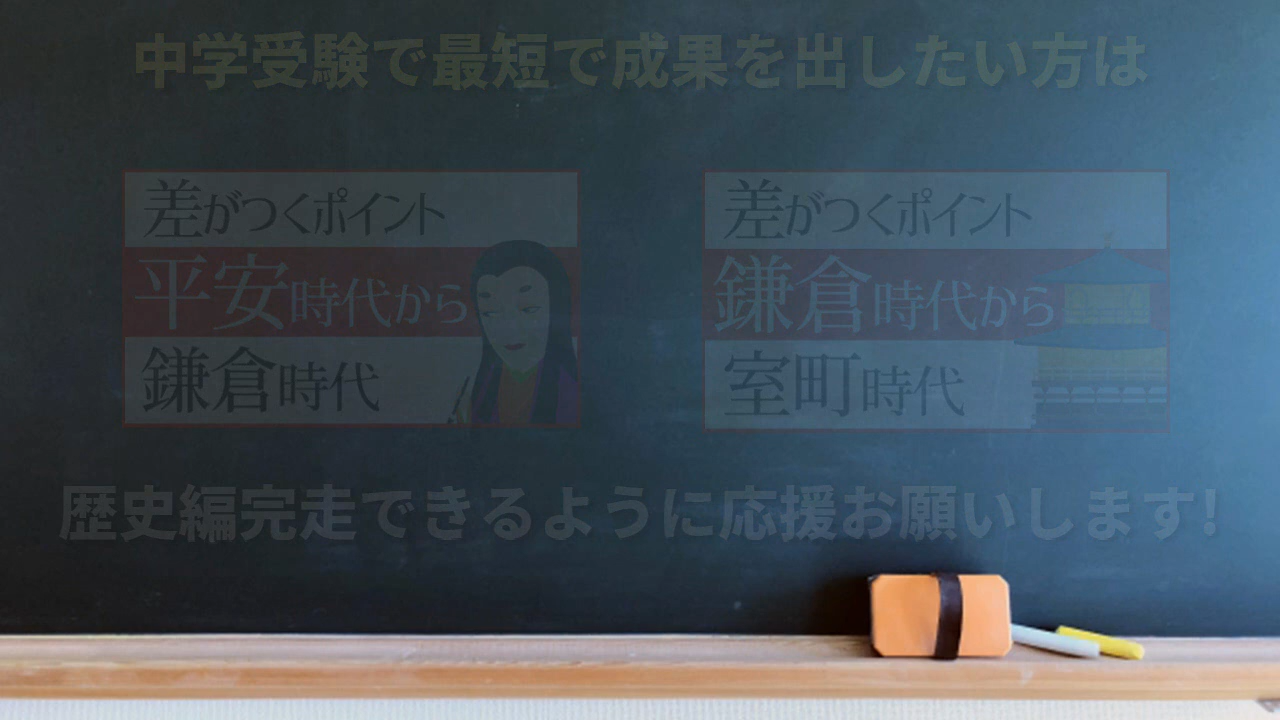 中学受験で最短で成果を出したい方は
差がつくポイント
平安時代から
鎌倉時代
差がつくポイント
鎌倉時代から
室町時代
歴史編完走できるように応援お願いします!